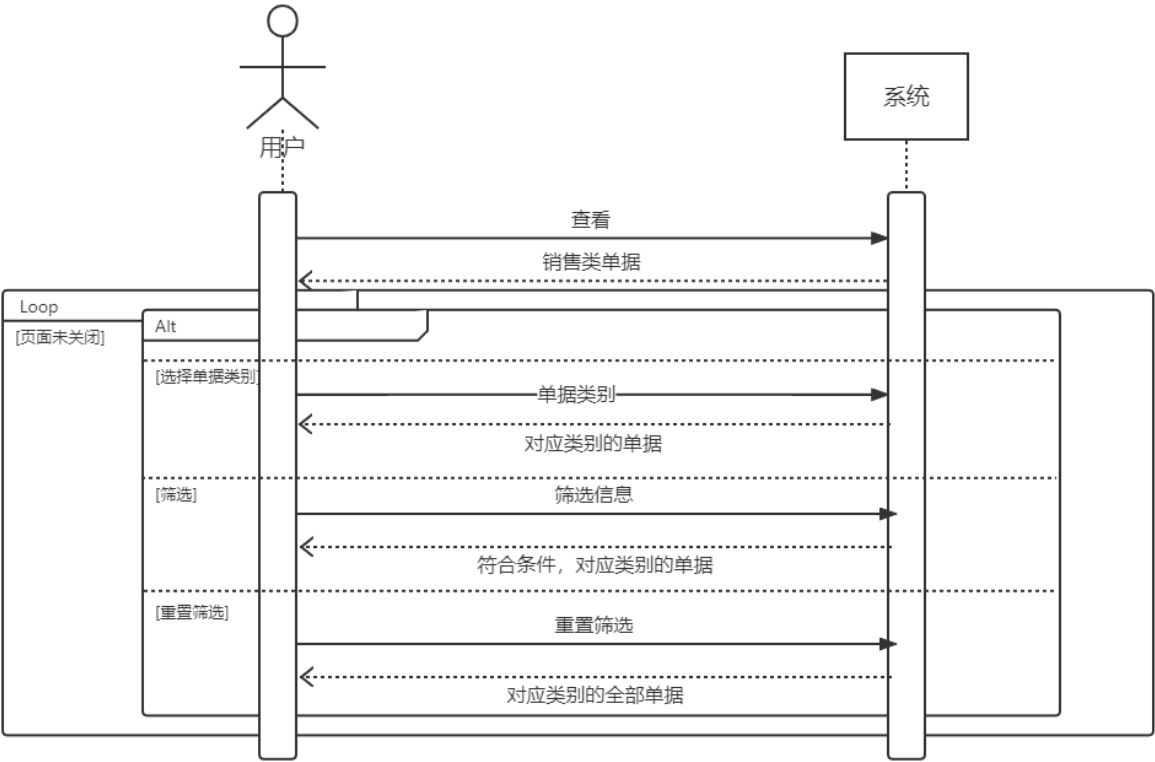 用户
系统
查看
销售类单据
Loop
[页面未关闭]
Alt
[选择单据类别]
单据类别
对应类别的单据
[筛选]
筛选信息
符合条件，对应类别的单据
[重置筛选]
重置筛选
对应类别的全部单据